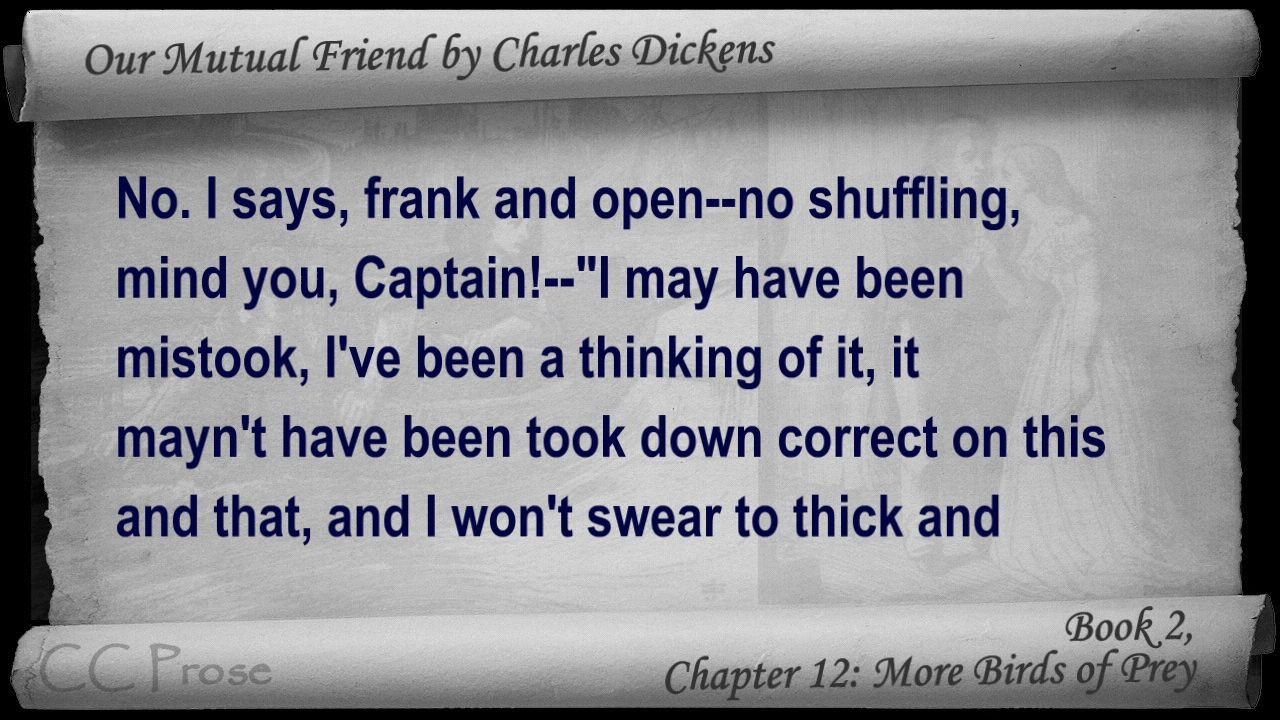 Our Mutual Friend by Charles Dickens
No. I says, frank and open--no shuffling,
mind you, Captain!--"I may have been
mistook, I've been a thinking of it, it
mayn't have been took down correct on this
and that, and I won't swear to thick and
Book 2,
Chapter 12: More Birds of Prey
CC Prose